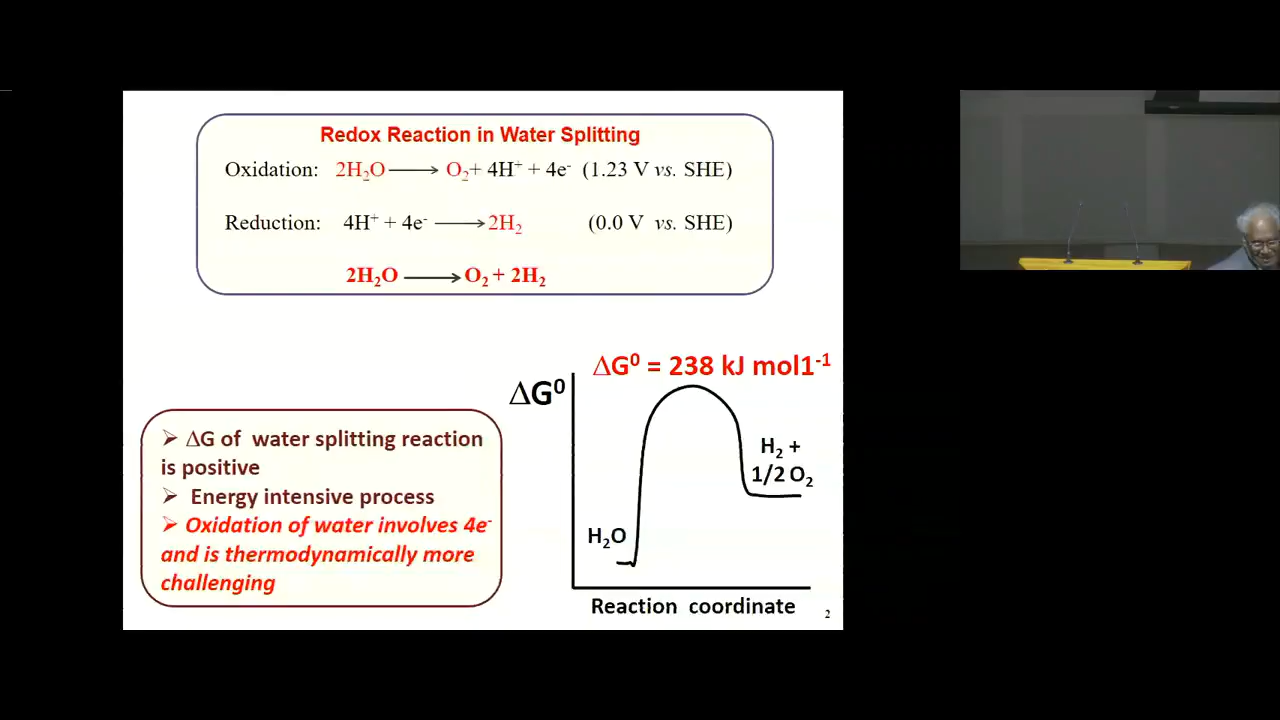 Redox Reaction in Water Splitting
Oxidation: 2H₂O ⟶ O₂+ 4H⁺ + 4e⁻ (1.23 V vs. SHE)
Reduction: 4H⁺ + 4e⁻ ⟶ 2H₂ (0.0 V vs. SHE)
2H₂O ⟶ O₂ + 2H₂
ΔG⁰ = 238 kJ mol1⁻¹
ΔG⁰
H₂ +
1/2 O₂
H₂O
Reaction coordinate
➢ ΔG of water splitting reaction
is positive
➢ Energy intensive process
➢ Oxidation of water involves 4e⁻
and is thermodynamically more
challenging
2